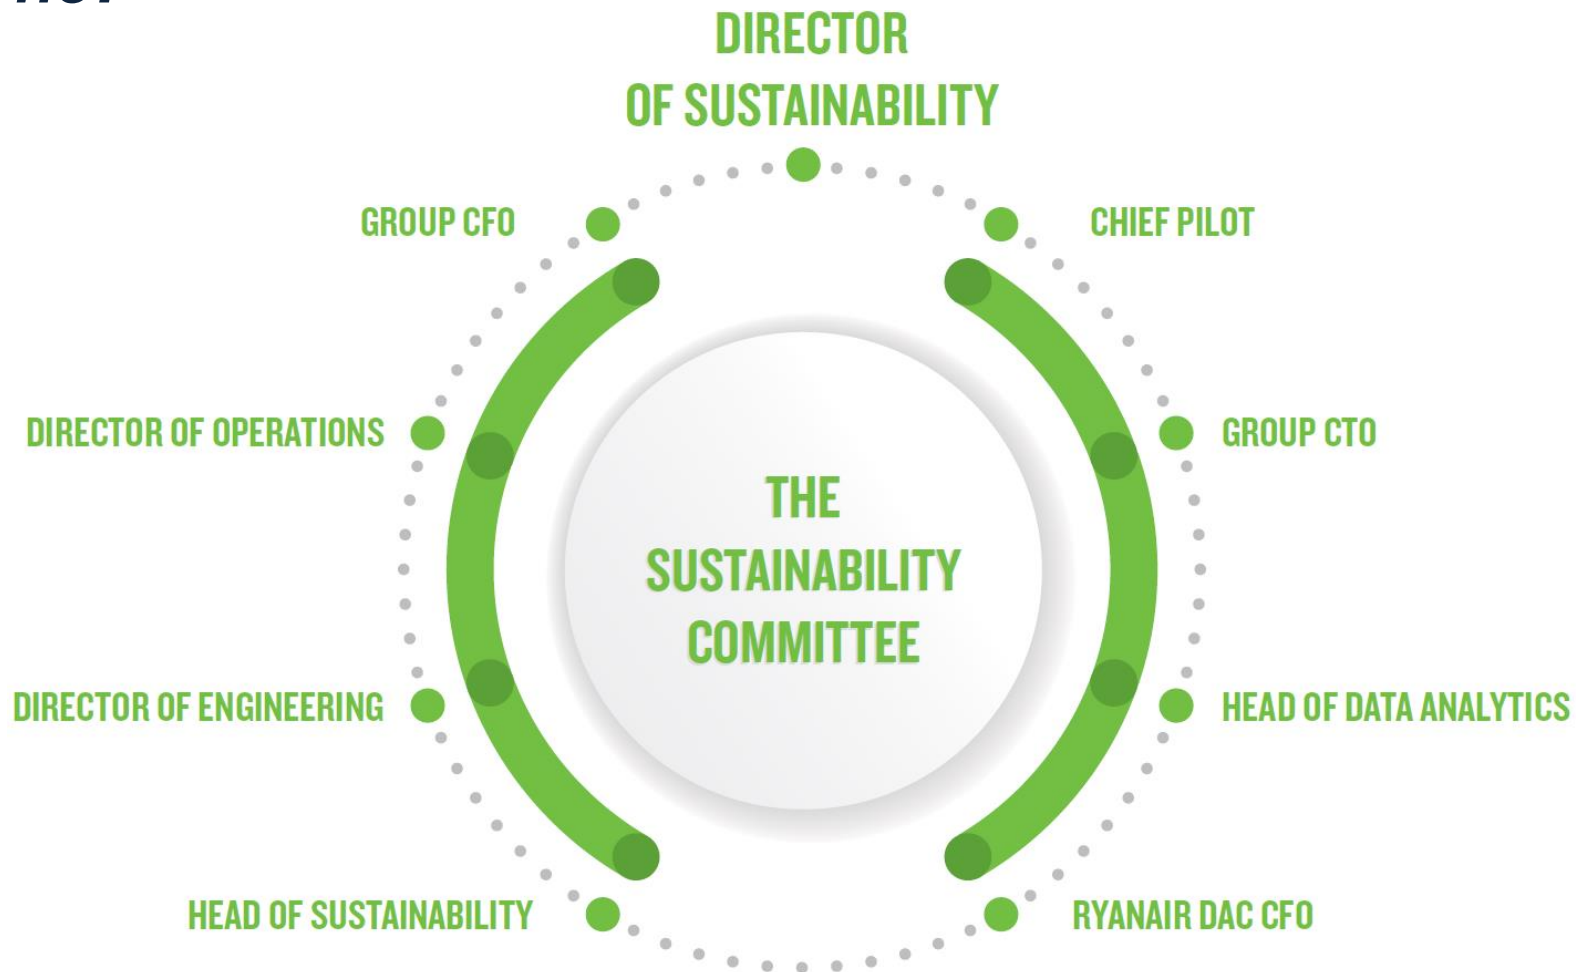 DIRECTOR
OF SUSTAINABILITY
GROUP CFO
CHIEF PILOT
DIRECTOR OF OPERATIONS
GROUP CTO
THE
SUSTAINABILITY
COMMITTEE
DIRECTOR OF ENGINEERING
HEAD OF DATA ANALYTICS
HEAD OF SUSTAINABILITY
RYANAIR DAC CFO